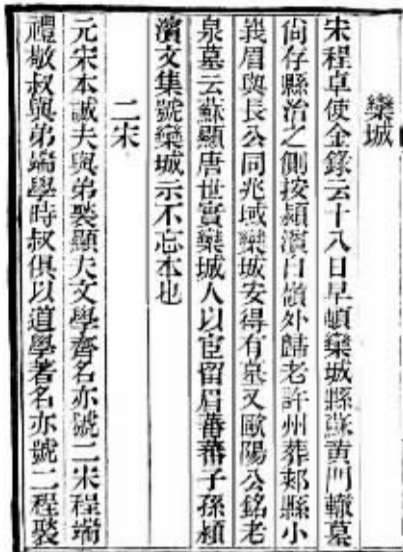 欒城
宋程卓使金錄云十八日早頓欒城縣蘇黃門轍墓
尙存縣治之側按潁濱自嶺外歸老許州葬郟縣小
峩眉與長公同兆域欒城安得有墓又歐陽公銘老
泉墓云蘇顯唐世實欒城人以宦留眉蕃蕃子孫潁
濱文集號欒城示不忘本也
二宋
元宋本誠夫與弟褧顯夫文學齊名亦號二宋程端
禮敬叔與弟端學時叔俱以道學著名亦號二程褧